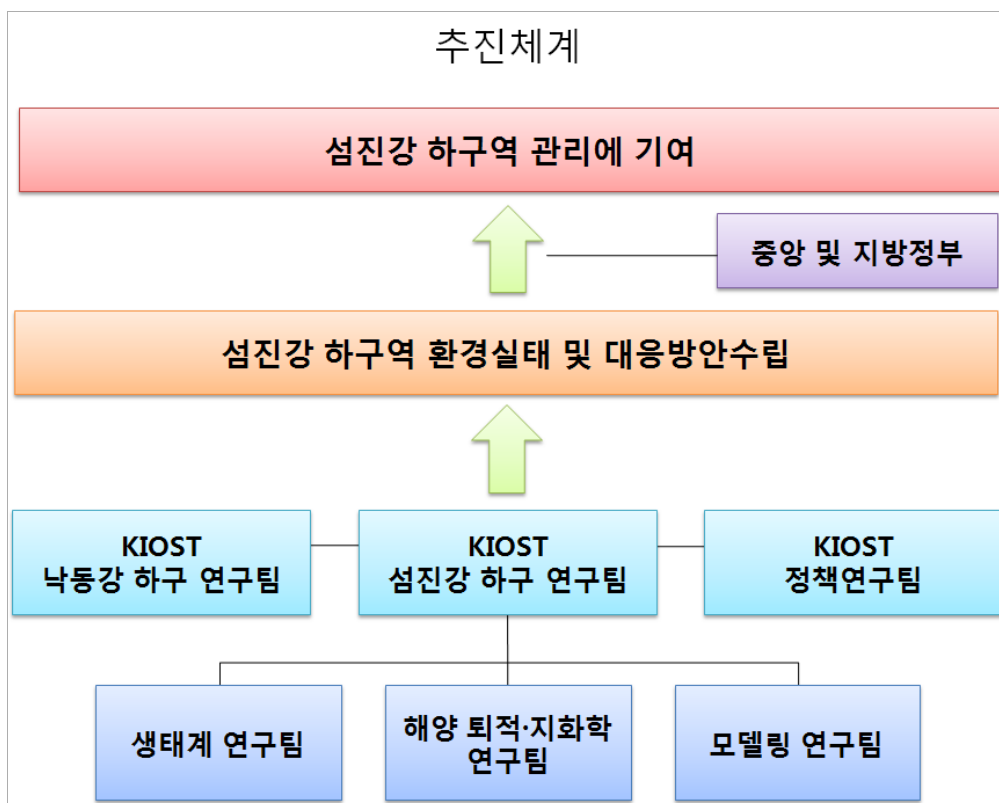 추진체계
섬진강 하구역 관리에 기여
중앙 및 지방정부
섬진강 하구역 환경실태 및 대응방안수립
KIOST
낙동강 하구 연구팀
KIOST
섬진강 하구 연구팀
KIOST
정책연구팀
생태계 연구팀
해양 퇴적·지화학
연구팀
모델링 연구팀